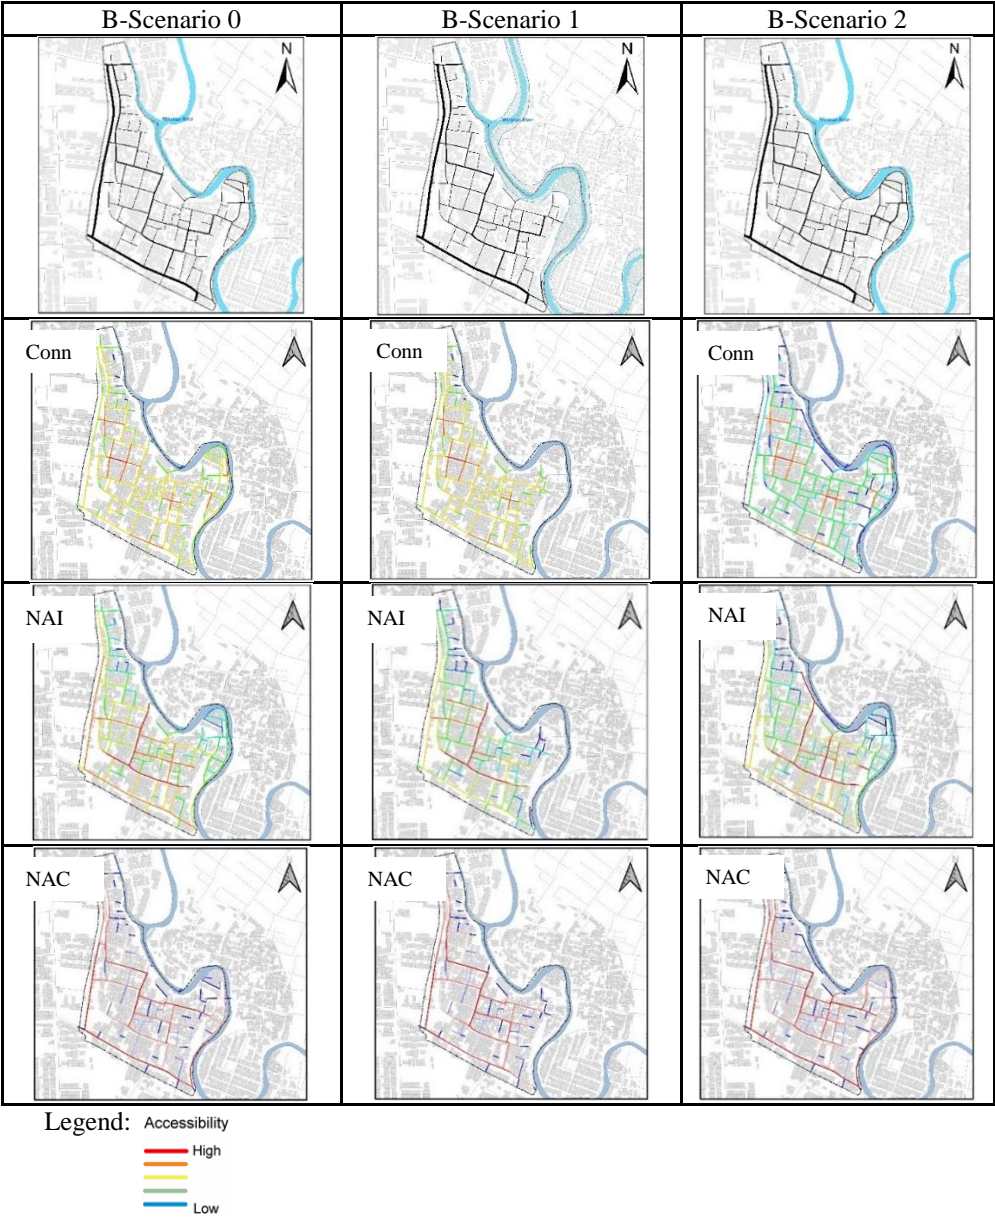 B-Scenario 0 B-Scenario 1 B-Scenario 2
N N N
Conn Conn Conn
NAI NAI NAI
NAC NAC NAC
Legend: Accessibility
High
Low